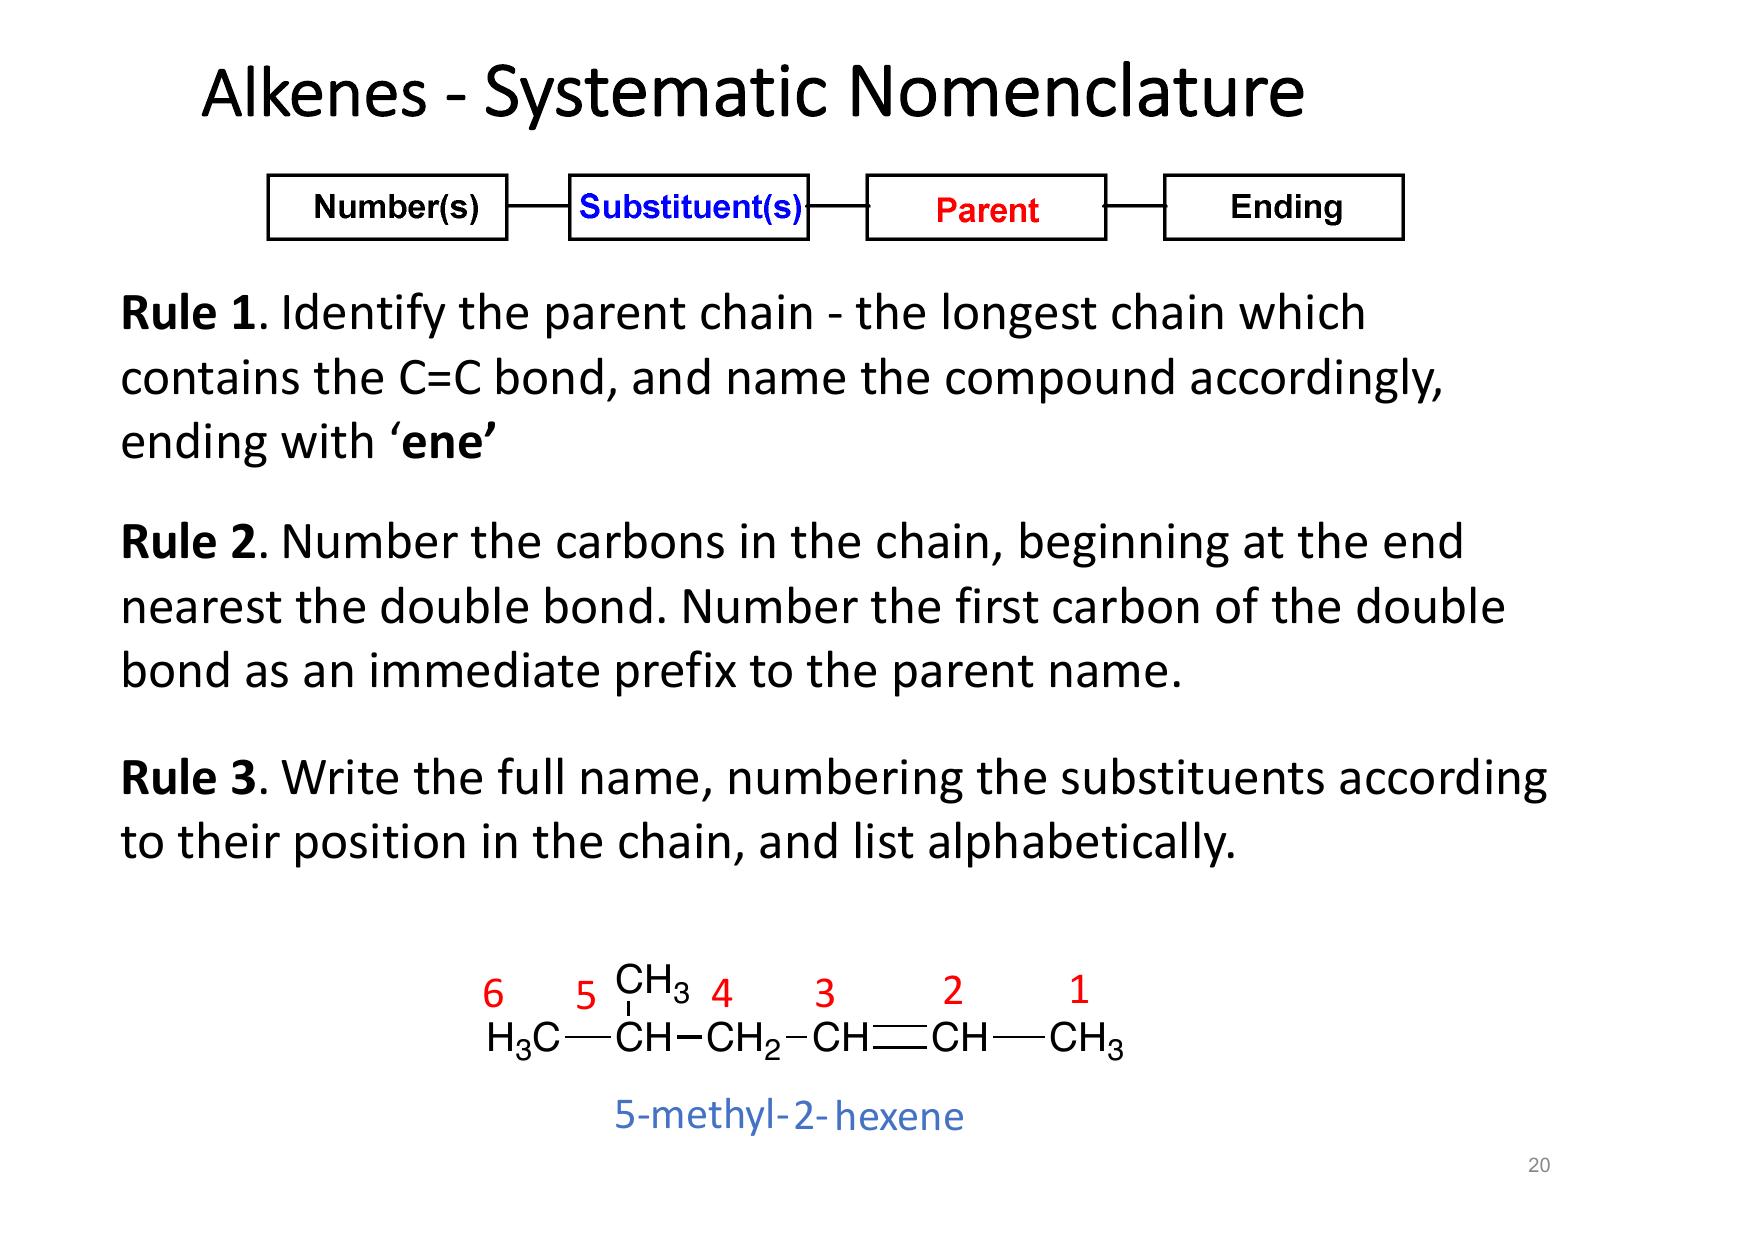 Alkenes - Systematic Nomenclature
Number(s) Substituent(s) Parent Ending
Rule 1. Identify the parent chain - the longest chain which
contains the C=C bond, and name the compound accordingly,
ending with ‘ene’
Rule 2. Number the carbons in the chain, beginning at the end
nearest the double bond. Number the first carbon of the double
bond as an immediate prefix to the parent name.
Rule 3. Write the full name, numbering the substituents according
to their position in the chain, and list alphabetically.
6 5 CH3 4 3 2 1
H3C CH CH2 CH CH CH3
5-methyl-2-hexene
20